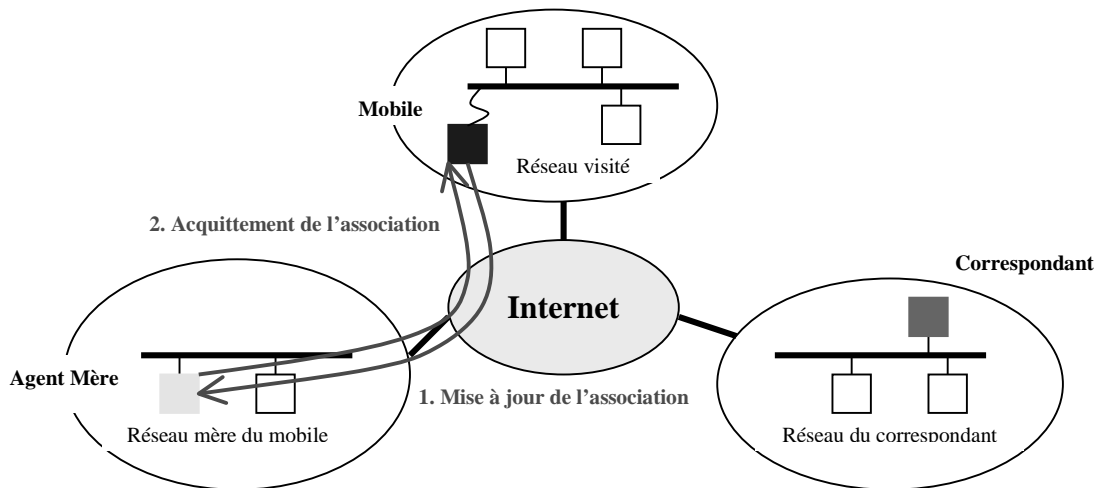 Mobile
Réseau visité
2. Acquittement de l’association
Correspondant
Internet
Agent Mère
1. Mise à jour de l’association
Réseau mère du mobile
Réseau du correspondant